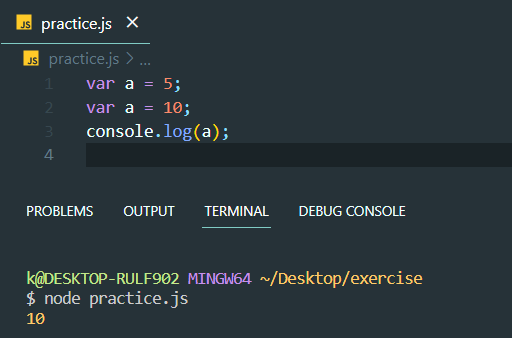 JS practice.js ×
JS practice.js > ...
1 var a = 5;
2 var a = 10;
3 console.log(a);
4
PROBLEMS OUTPUT TERMINAL DEBUG CONSOLE
k@DESKTOP-RULF902 MINGW64 ~/Desktop/exercise
$ node practice.js
10